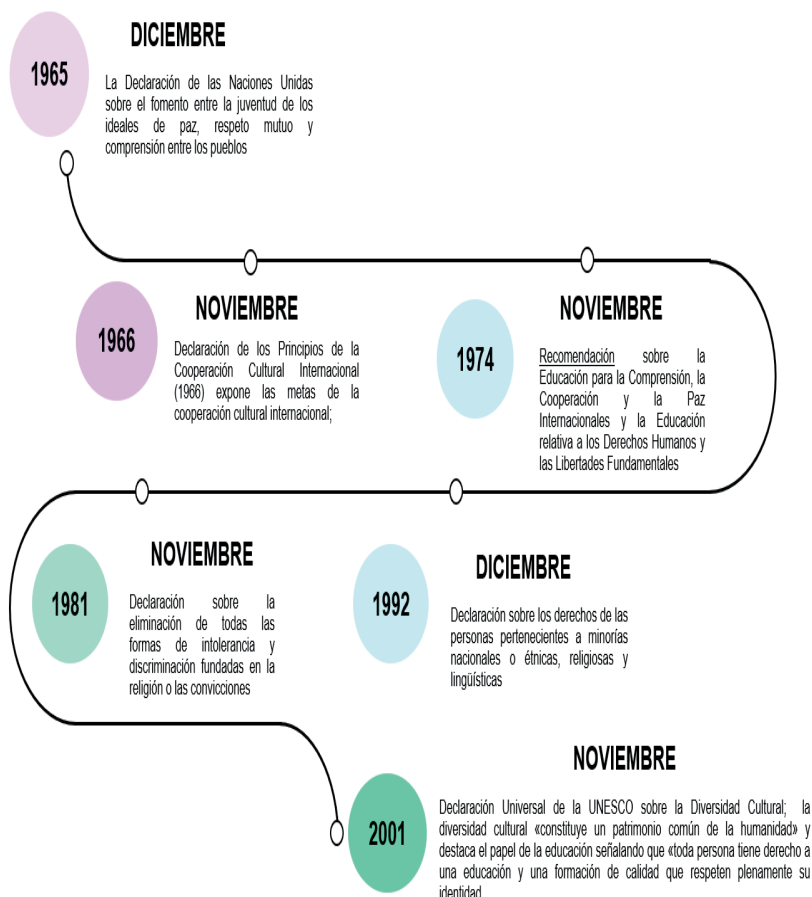 1965
DICIEMBRE
La Declaración de las Naciones Unidas
sobre el fomento entre la juventud de los
ideales de paz, respeto mutuo y
comprensión entre los pueblos
1966
NOVIEMBRE
Declaración de los Principios de la
Cooperación Cultural Internacional
(1966) expone las metas de la
cooperación cultural internacional;
1974
NOVIEMBRE
Recomendación sobre la
Educación para la Comprensión, la
Cooperación y la Paz
Internacionales y la Educación
relativa a los Derechos Humanos y
las Libertades Fundamentales
1981
NOVIEMBRE
Declaración sobre la
eliminación de todas las
formas de intolerancia y
discriminación fundadas en la
religión o las convicciones
1992
DICIEMBRE
Declaración sobre los derechos de las
personas pertenecientes a minorías
nacionales o étnicas, religiosas y
lingüísticas
2001
NOVIEMBRE
Declaración Universal de la UNESCO sobre la Diversidad Cultural; la
diversidad cultural «constituye un patrimonio común de la humanidad» y
destaca el papel de la educación señalando que «toda persona tiene derecho a
una educación y una formación de calidad que respeten plenamente su
identidad